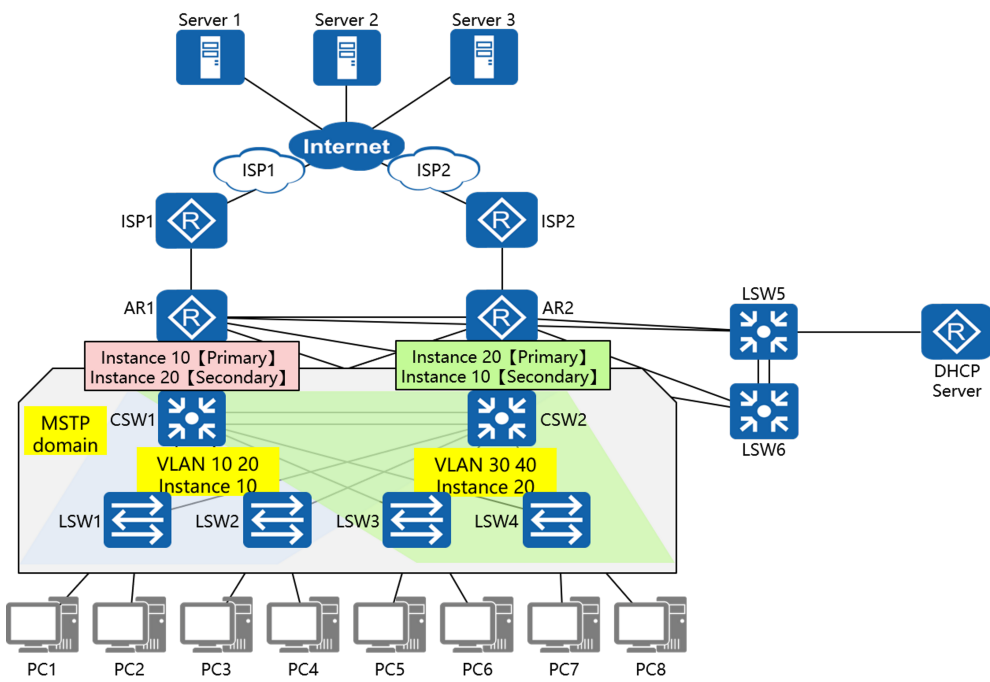 Server 1
Server 2
Server 3
Internet
ISP1
ISP2
ISP1
ISP2
AR1
AR2
LSW5
DHCP
Server
LSW6
Instance 10【Primary】
Instance 20【Secondary】
Instance 20【Primary】
Instance 10【Secondary】
MSTP
domain
CSW1
CSW2
VLAN 10 20
Instance 10
VLAN 30 40
Instance 20
LSW1
LSW2
LSW3
LSW4
PC1
PC2
PC3
PC4
PC5
PC6
PC7
PC8
R
R
R
R
R